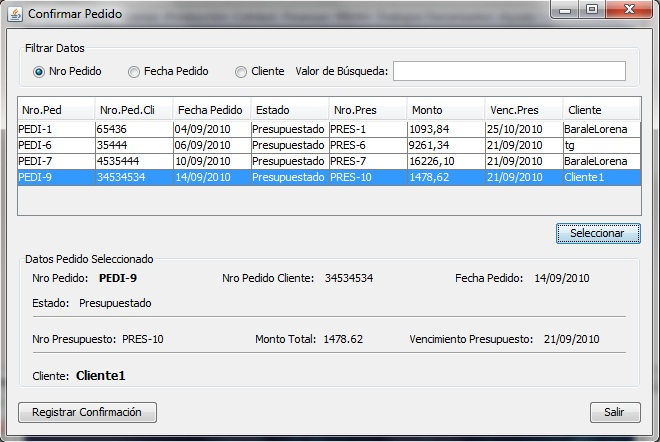 Confirmar Pedido
Filtrar Datos
Nro Pedido Fecha Pedido Cliente Valor de Búsqueda:
Nro.Ped Nro.Ped.Cli Fecha Pedido Estado Nro.Pres Monto Venc.Pres Cliente
PEDI-1 65436 04/09/2010 Presupuestado PRES-1 1093,84 25/10/2010 BaraleLorena
PEDI-6 35444 06/09/2010 Presupuestado PRES-6 9261,34 21/09/2010 tg
PEDI-7 4535444 10/09/2010 Presupuestado PRES-7 16226,10 21/09/2010 BaraleLorena
PEDI-9 34534534 14/09/2010 Presupuestado PRES-10 1478,62 21/09/2010 Cliente1
Seleccionar
Datos Pedido Seleccionado
Nro Pedido: PEDI-9 Nro Pedido Cliente: 34534534 Fecha Pedido: 14/09/2010
Estado: Presupuestado
Nro Presupuesto: PRES-10 Monto Total: 1478.62 Vencimiento Presupuesto: 21/09/2010
Cliente: Cliente1
Registrar Confirmación Salir